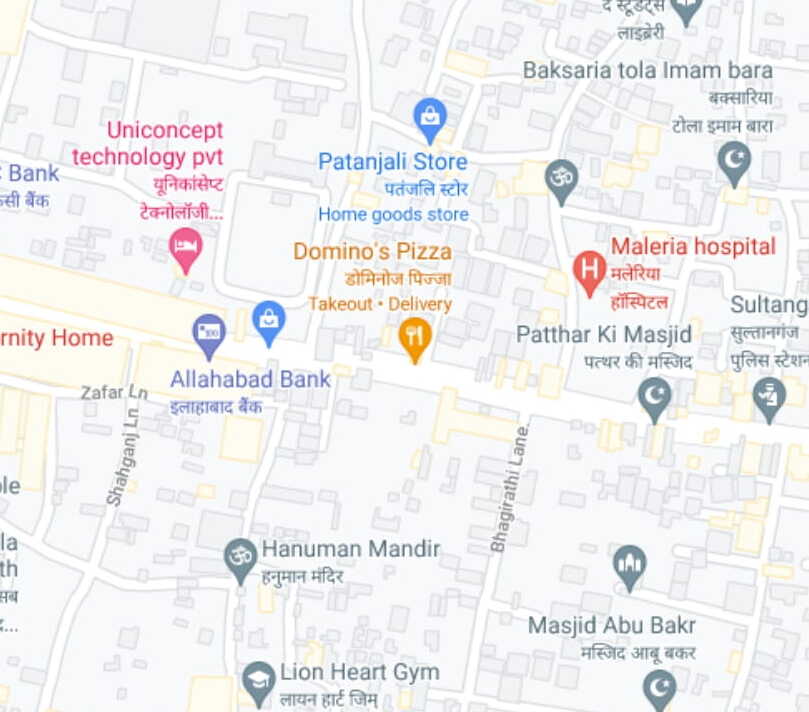 द स्टूडेंट्स
लाइब्रेरी
Baksaria tola Imam bara
बक्सारिया
टोला इमाम बारा
Uniconcept
technology pvt
यूनिकांसेप्ट
टेक्नोलॉजी...
Bank
बैंक
Patanjali Store
पतंजलि स्टोर
Home goods store
Domino's Pizza
डोमिनोज पिज्जा
Takeout • Delivery
H
Maleria hospital
मलेरिया
हॉस्पिटल
Sultang
सुल्तानगंज
पुलिस स्टेशन
rnity Home
Patthar Ki Masjid
पत्थर की मस्जिद
Allahabad Bank
इलाहाबाद बैंक
Zafar Ln
Shahganj Ln
Bhagirathi Lane
ॐ
ॐ
Hanuman Mandir
हनुमान मंदिर
Masjid Abu Bakr
मस्जिद आबू बकर
Lion Heart Gym
लायन हार्ट जिम